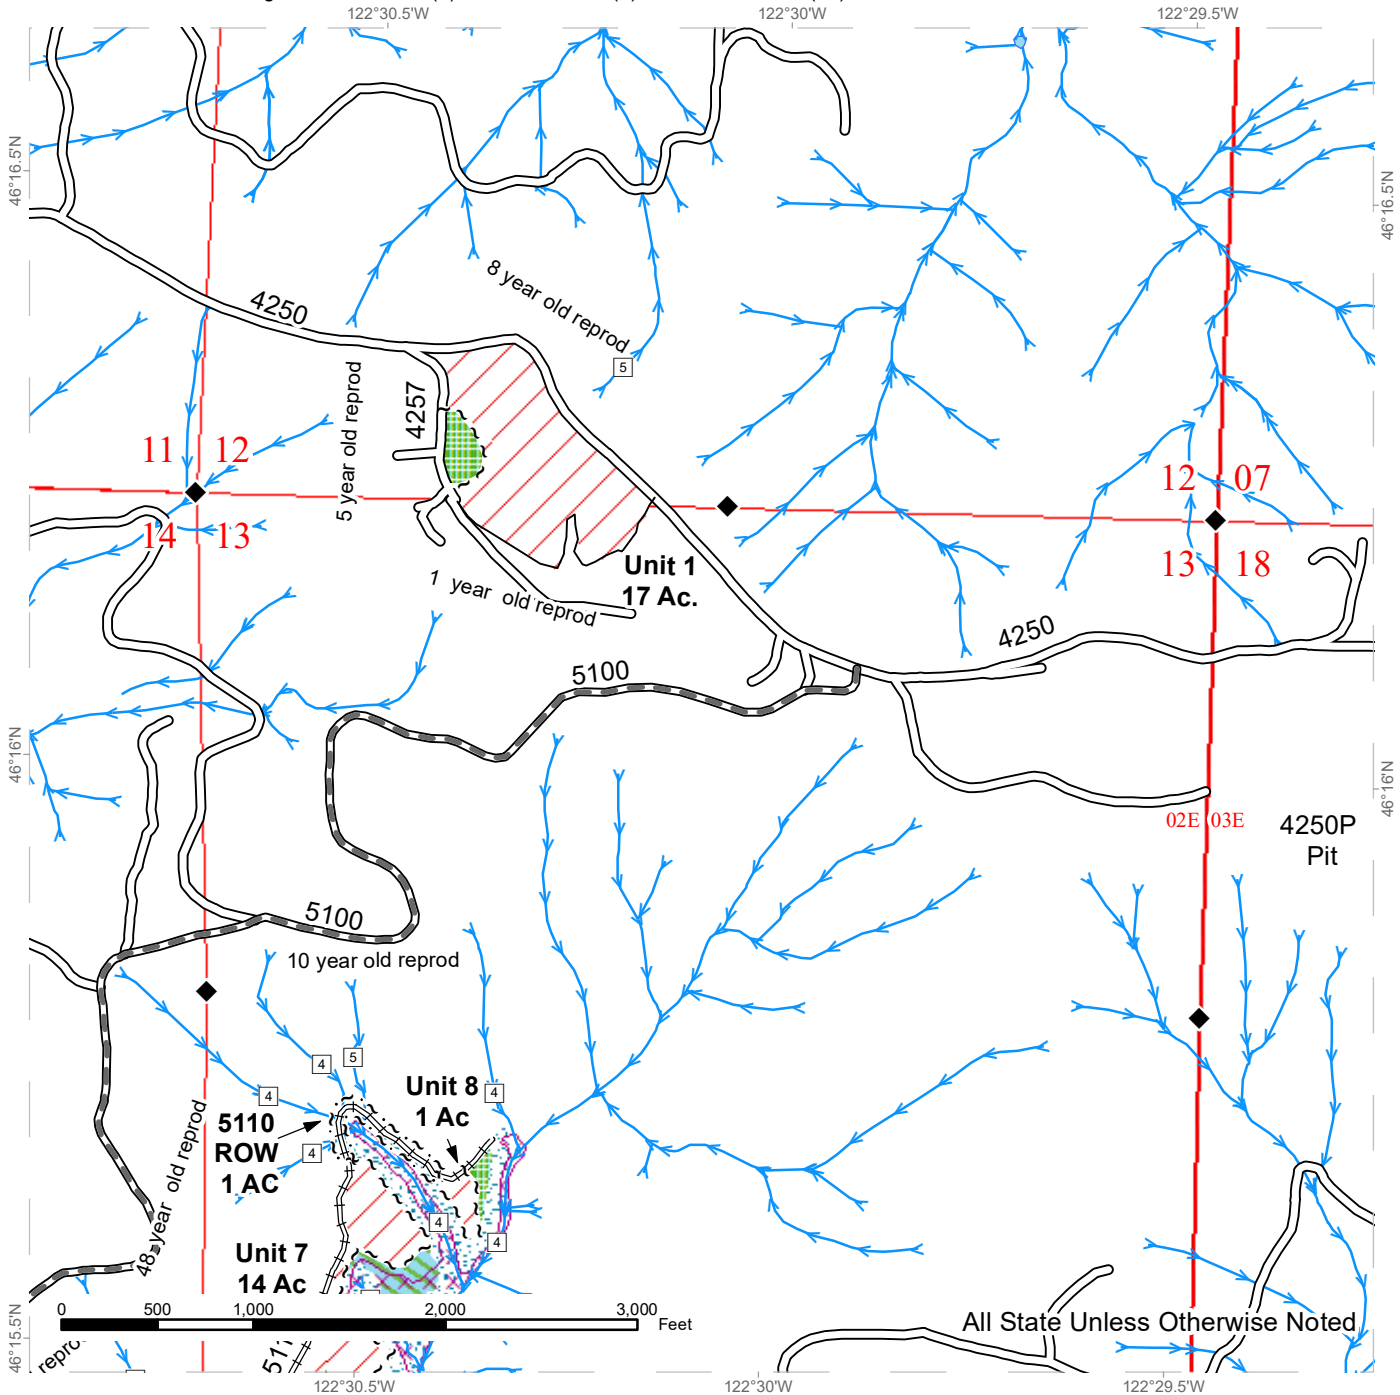 122°30.5'W
122°30'W
122°29.5'W
46°16.5'N
46°16.5'N
8 year old reprod
4250
5
4257
5 year old reprod
11
12
12
07
14
13
13
18
Unit 1
17 Ac.
1 year old reprod
4250
5100
46°16'N
46°16'N
02E
03E
4250P
Pit
5100
10 year old reprod
4
5
4
4
Unit 8
1 Ac
5110
ROW
1 AC
4
48 year old reprod
4
4
Unit 7
14 Ac
0
500
1,000
2,000
3,000
Feet
All State Unless Otherwise Noted
46°15.5'N
122°30.5'W
122°30'W
122°29.5'W